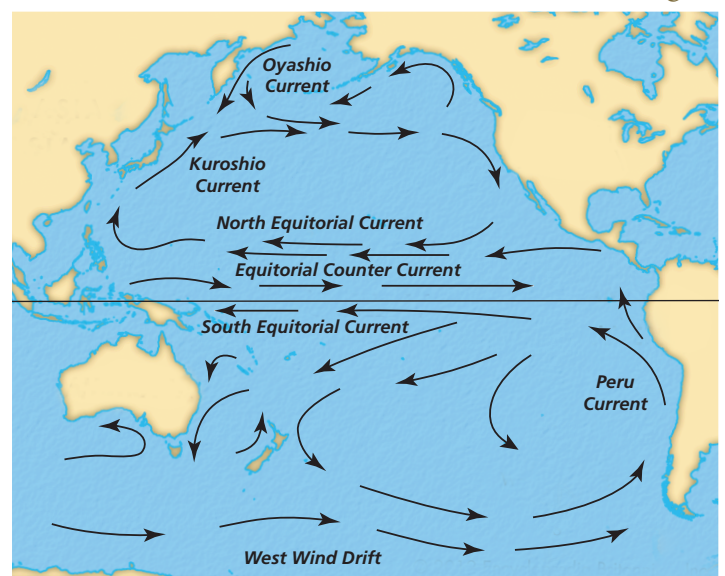 Oyashio
Current
Kuroshio
Current
North Equitorial Current
Equitorial Counter Current
South Equitorial Current
Peru
Current
West Wind Drift